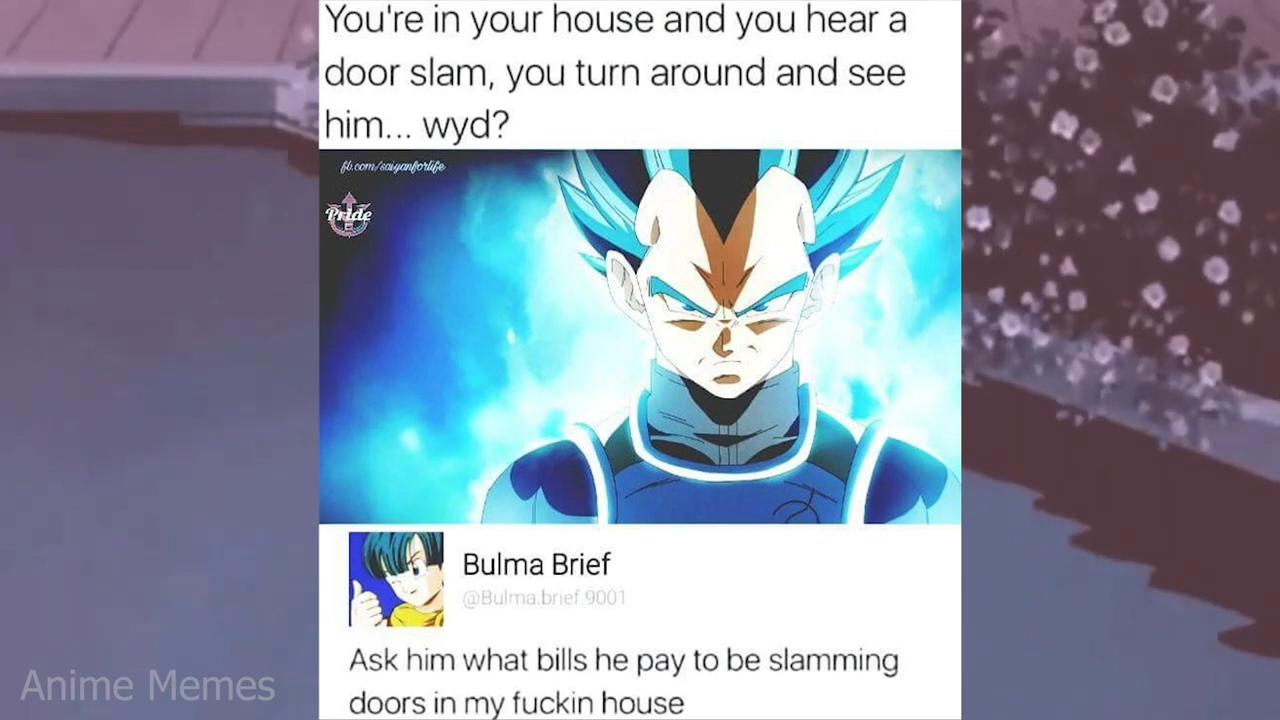 You're in your house and you hear a
door slam, you turn around and see
him... wyd?
fb.com/saiyanforlife
Pride
Bulma Brief
@Bulma.brief.9001
Ask him what bills he pay to be slamming
doors in my fuckin house
Anime Memes